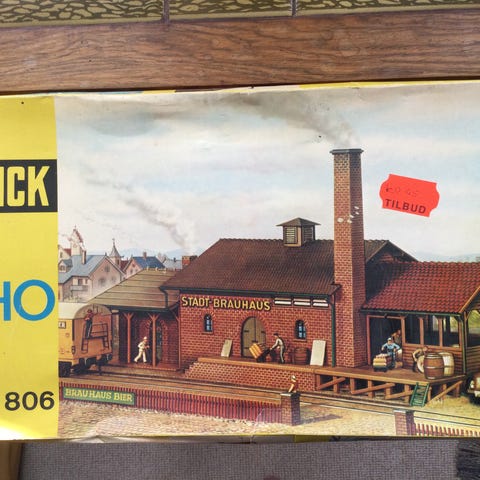 ICK
HO
806
STADT-BRAUHAUS
BRAUHAUS BIER
TILBUD